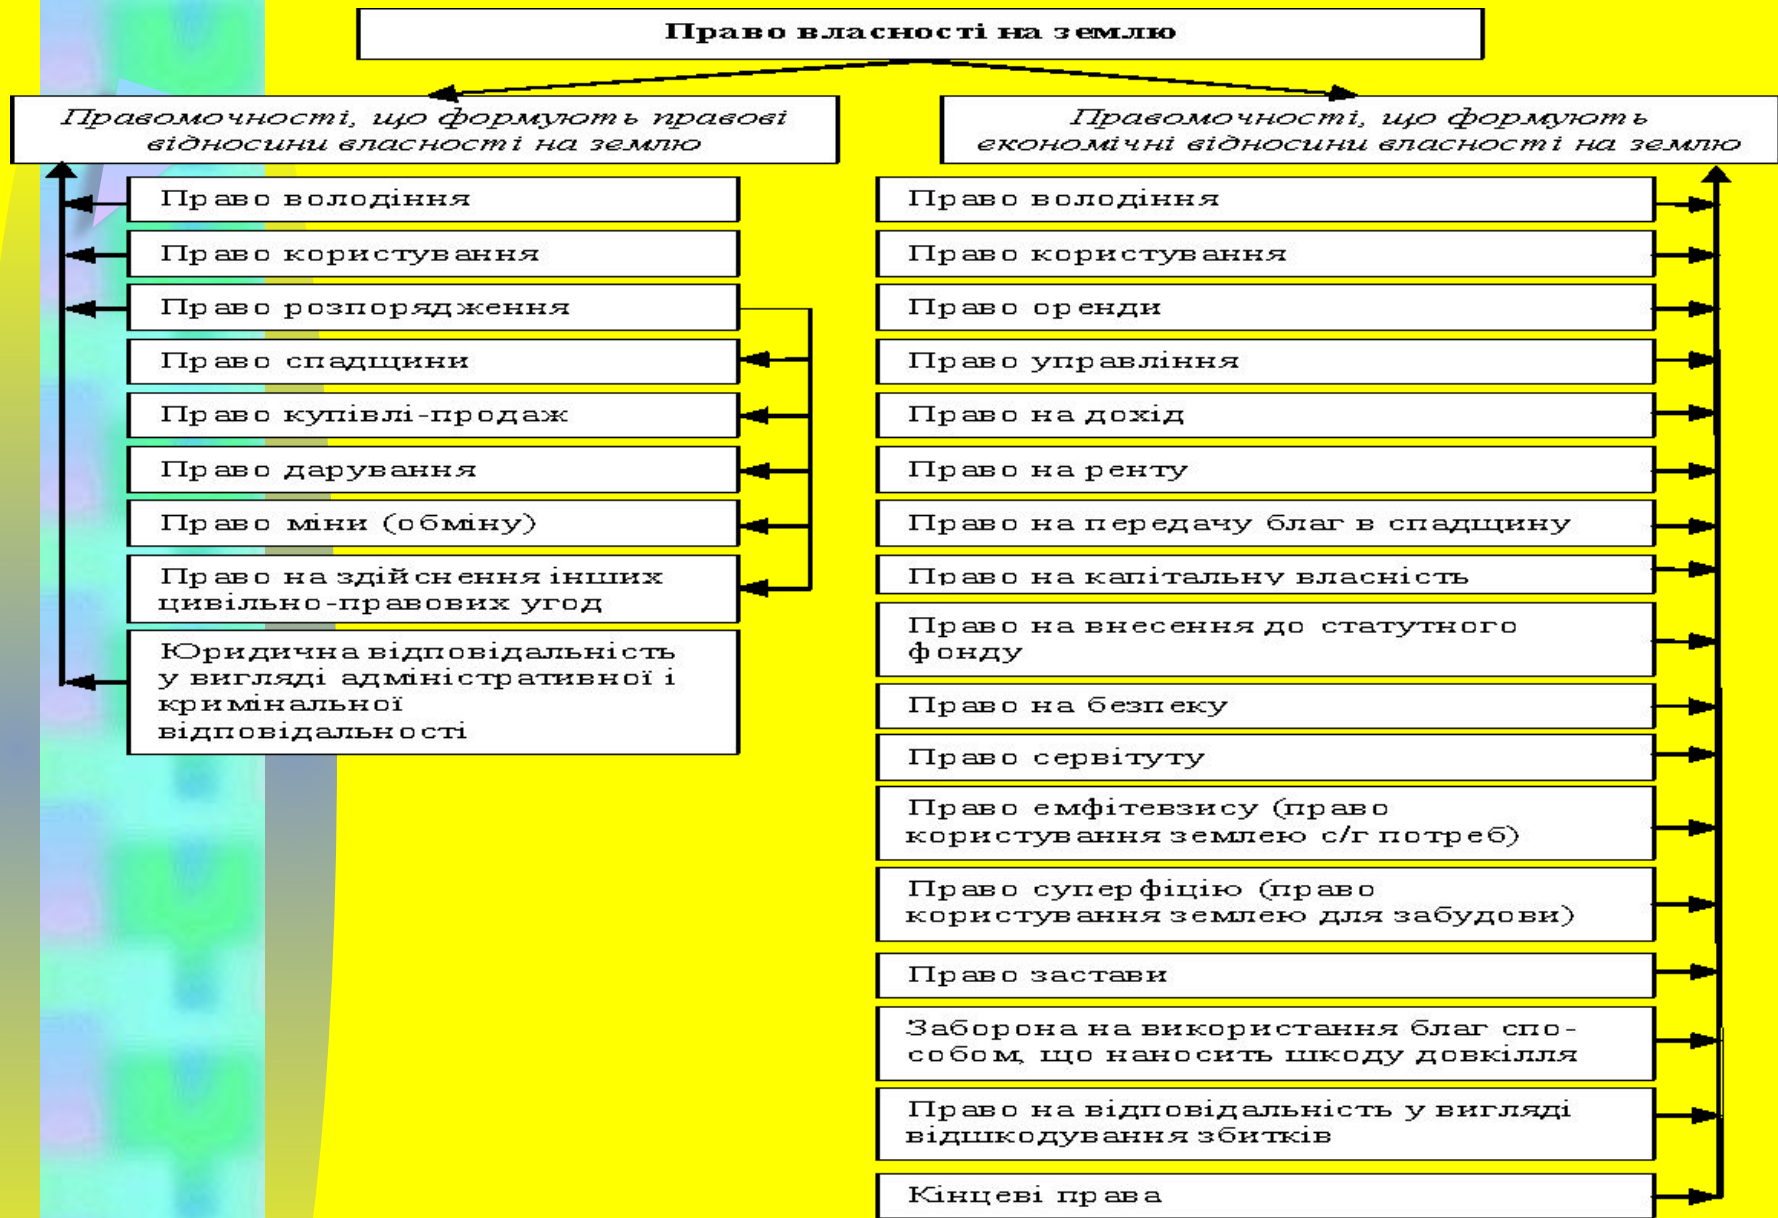 Право власності на землю
Правомочності, що формують правові
відносини власності на землю
Право володіння
Право користування
Право розпорядження
Право спадщини
Право купівлі-продаж
Право дарування
Право міни (обміну)
Право на здійснення інших
цивільно-правових угод
Юридична відповідальність
у вигляді адміністративної і
кримінальної
відповідальності
Правомочності, що формують
економічні відносини власності на землю
Право володіння
Право користування
Право оренди
Право управління
Право на дохід
Право на ренту
Право на передачу благ в спадщину
Право на капітальну власність
Право на внесення до статутного
фонду
Право на безпеку
Право сервітуту
Право емфітевзису (право
користування землею с/г потреб)
Право суперфіцію (право
користування землею для забудови)
Право застави
Заборона на використання благ спо-
собом, що наносить шкоду довкілля
Право на відповідальність у вигляді
відшкодування збитків
Кінцеві права